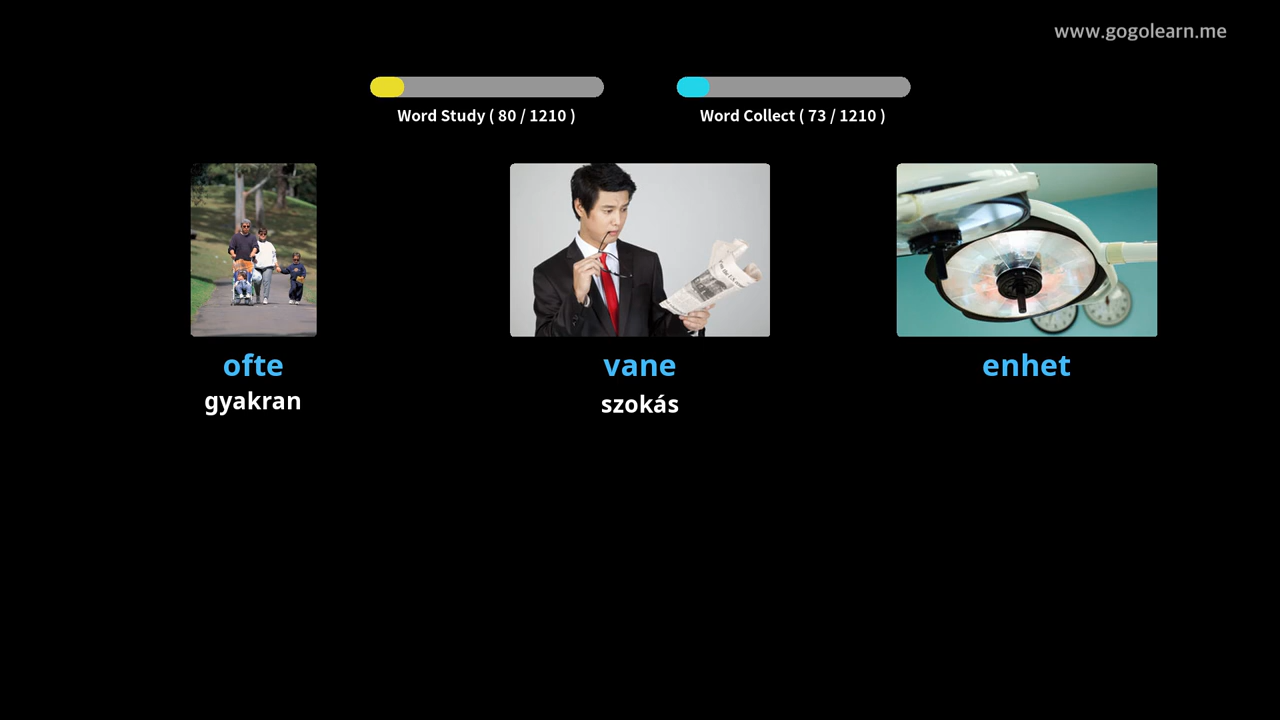 www.gogolearn.me
Word Study ( 80 / 1210 )
Word Collect ( 73 / 1210 )
ofte
vane
enhet
gyakran
szokás